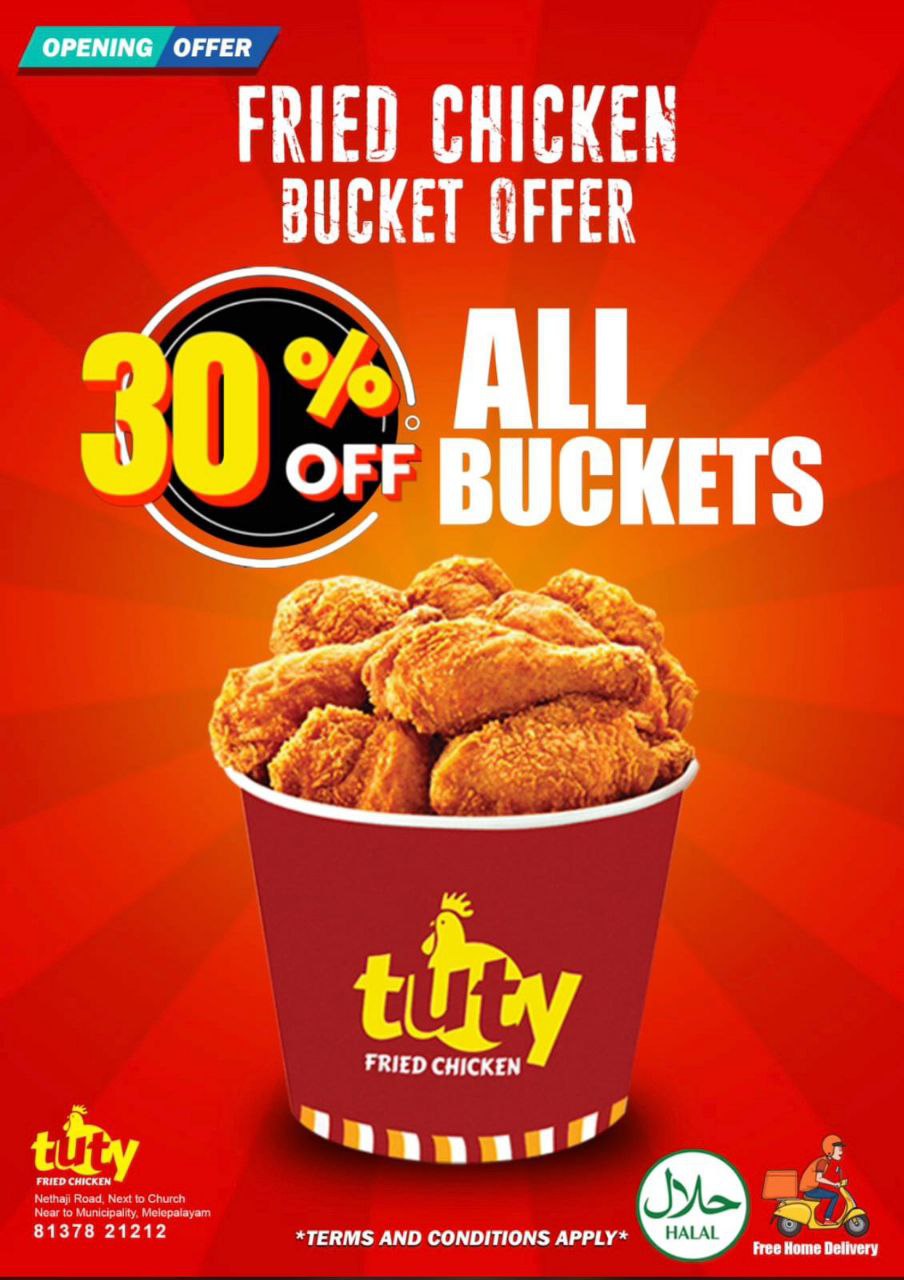 OPENING OFFER
FRIED CHICKEN
BUCKET OFFER
30% OFF
ALL
BUCKETS
tuty
FRIED CHICKEN
tuty
FRIED CHICKEN
Nethaji Road, Next to Church
Near to Municipality, Melepalayam
81378 21212
*TERMS AND CONDITIONS APPLY*
حلال
HALAL
Free Home Delivery